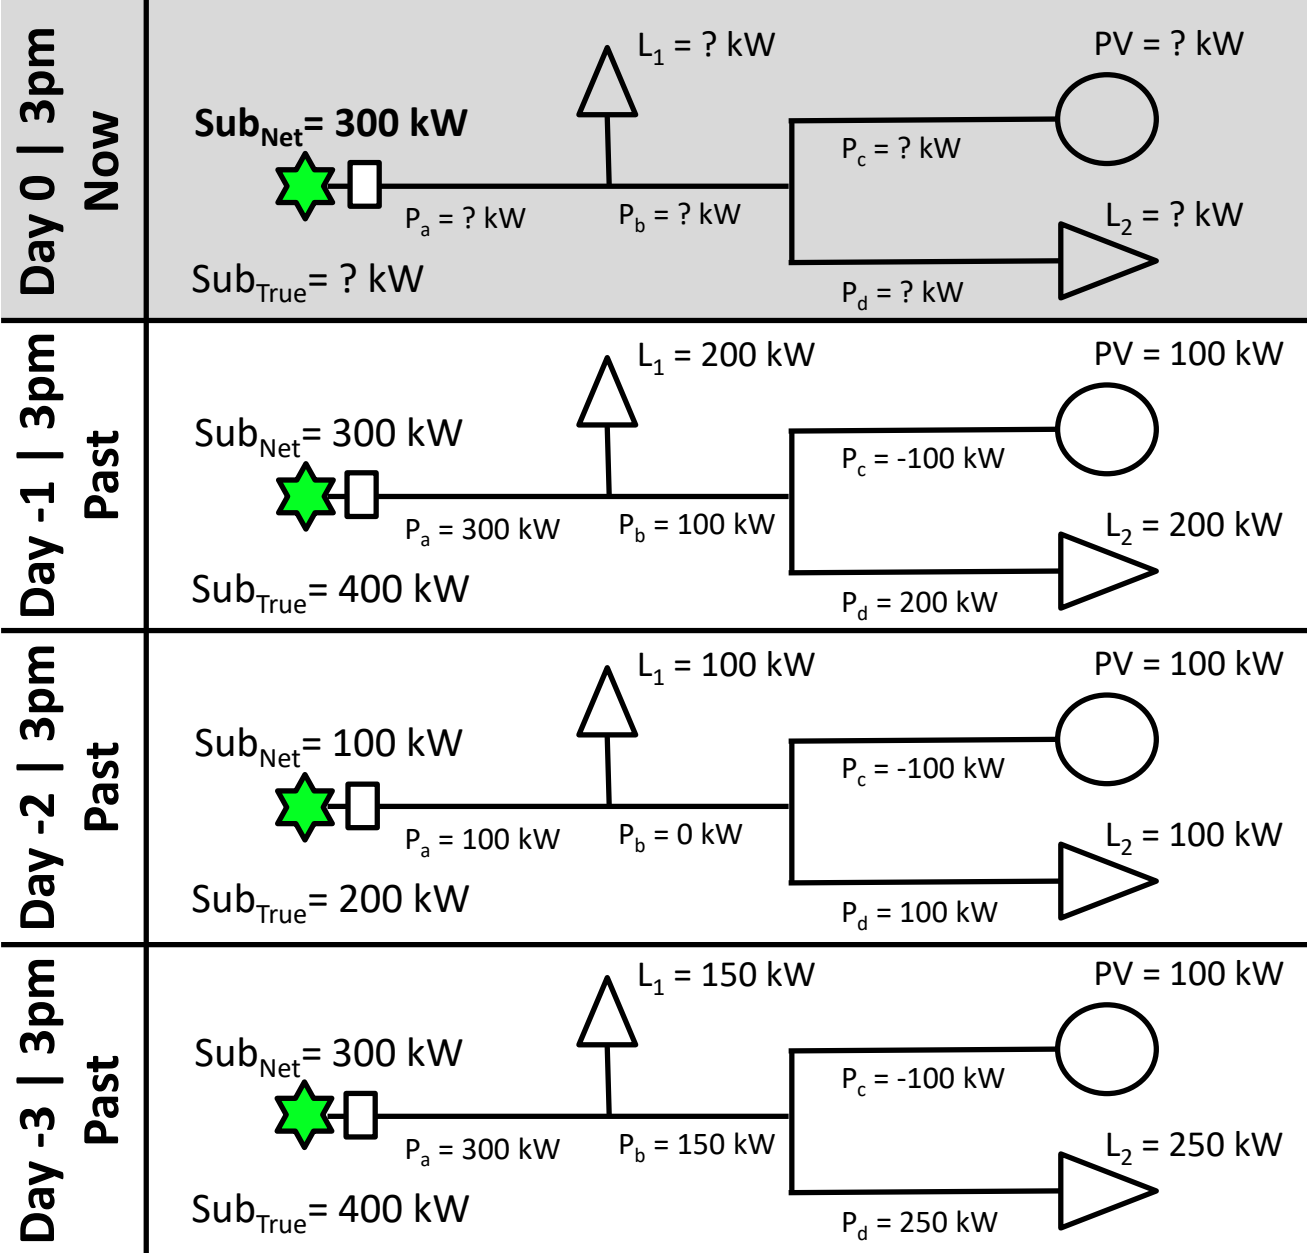 Day 0 | 3pm
Now
L1 = ? kW
PV = ? kW
SubNet= 300 kW
Pc = ? kW
Pa = ? kW
Pb = ? kW
L2 = ? kW
SubTrue= ? kW
Pd = ? kW
Day -1 | 3pm
Past
L1 = 200 kW
PV = 100 kW
SubNet= 300 kW
Pc = -100 kW
Pa = 300 kW
Pb = 100 kW
L2 = 200 kW
SubTrue= 400 kW
Pd = 200 kW
Day -2 | 3pm
Past
L1 = 100 kW
PV = 100 kW
SubNet= 100 kW
Pc = -100 kW
Pa = 100 kW
Pb = 0 kW
L2 = 100 kW
SubTrue= 200 kW
Pd = 100 kW
Day -3 | 3pm
Past
L1 = 150 kW
PV = 100 kW
SubNet= 300 kW
Pc = -100 kW
Pa = 300 kW
Pb = 150 kW
L2 = 250 kW
SubTrue= 400 kW
Pd = 250 kW